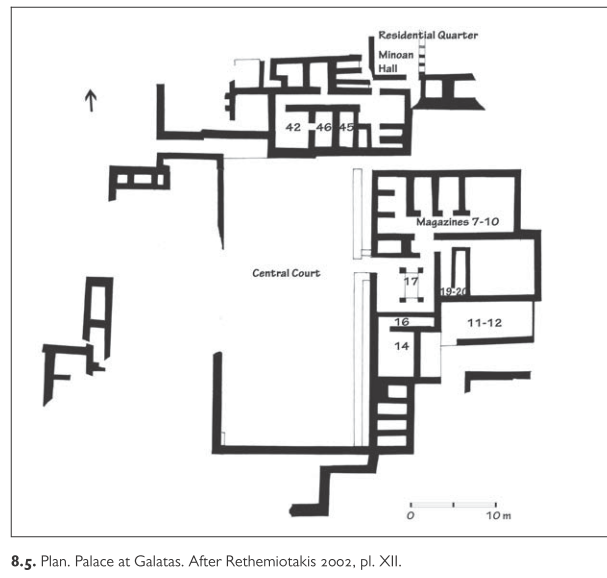 Residential Quarter
Minoan
Hall
42 46 45
Magazines 7-10
Central Court
17
19-20
16
11-12
14
0 10 m
8.5. Plan. Palace at Galatas. After Rethemiotakis 2002, pl. XII.